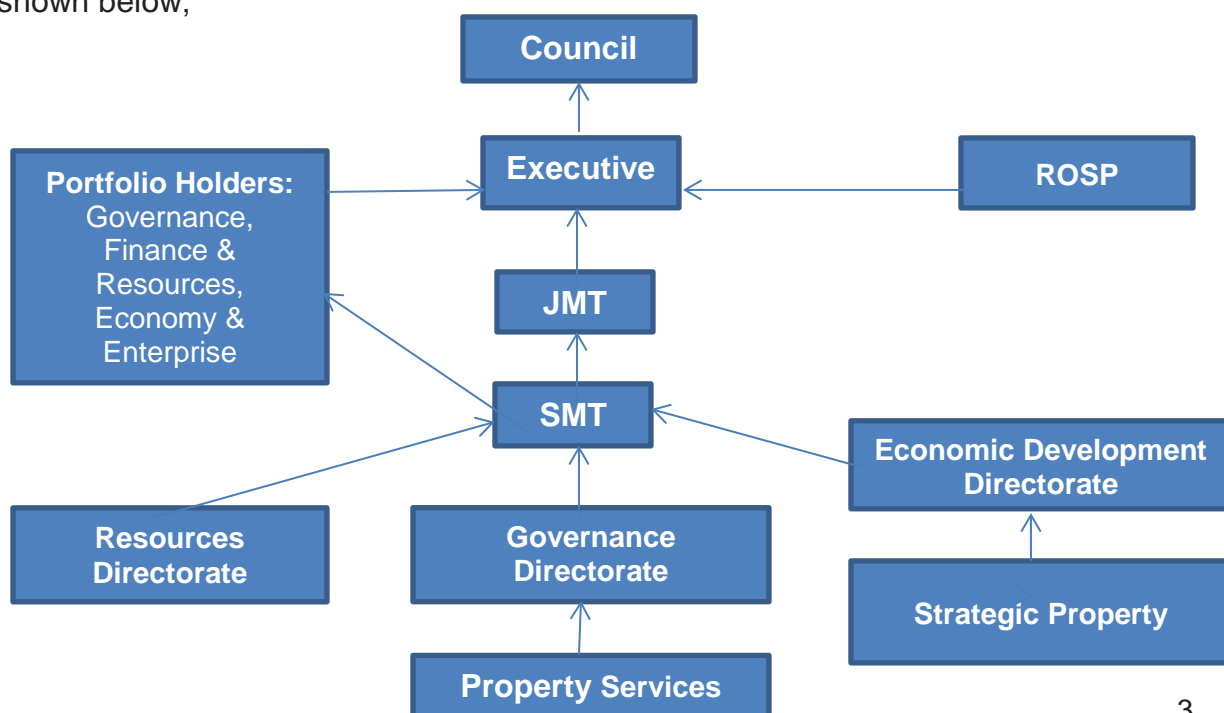 shown below,
Council
Executive
Portfolio Holders:
Governance,
Finance &
Resources,
Economy &
Enterprise
ROSP
JMT
SMT
Economic Development
Directorate
Resources
Directorate
Governance
Directorate
Strategic Property
Property Services
3